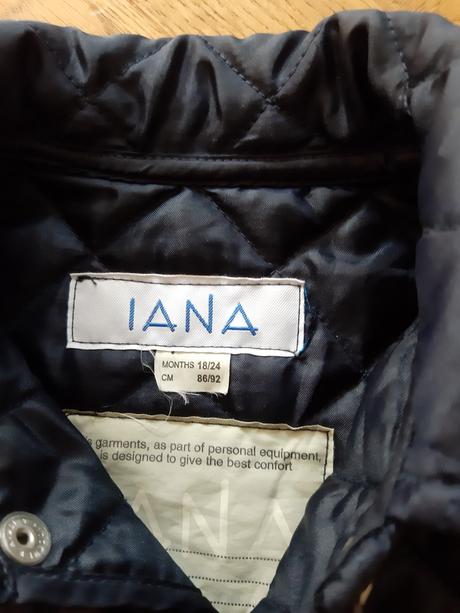 IANA
MONTHS 18/24
CM 86/92
garments, as part of personal equipment,
is designed to give the best confort
IANA